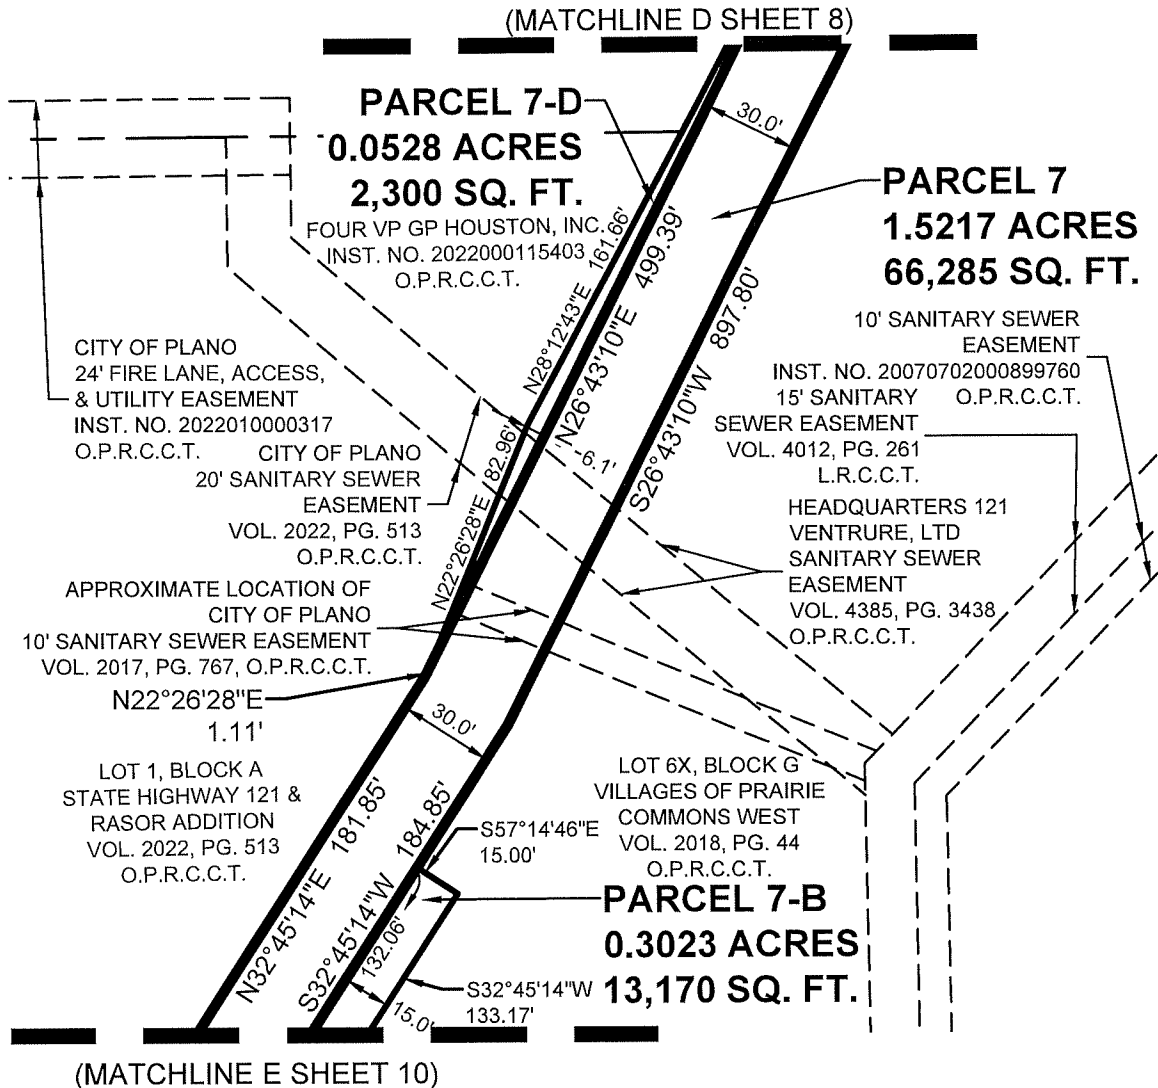 (MATCHLINE D SHEET 8)
PARCEL 7-D
0.0528 ACRES
2,300 SQ. FT.
FOUR VP GP HOUSTON, INC.
INST. NO. 2022000115403
O.P.R.C.C.T.
30.0'
PARCEL 7
1.5217 ACRES
66,285 SQ. FT.
N28°12'43"E 161.66'
N26°43'10"E 499.39'
S26°43'10"W 897.80'
10' SANITARY SEWER
EASEMENT
INST. NO. 20070702000899760
O.P.R.C.C.T.
15' SANITARY
SEWER EASEMENT
VOL. 4012, PG. 261
L.R.C.C.T.
CITY OF PLANO
24' FIRE LANE, ACCESS,
& UTILITY EASEMENT
INST. NO. 2022010000317
O.P.R.C.C.T.
CITY OF PLANO
20' SANITARY SEWER
EASEMENT
VOL. 2022, PG. 513
O.P.R.C.C.T.
N22°26'28"E 82.96'
6.1'
HEADQUARTERS 121
VENTRURE, LTD
SANITARY SEWER
EASEMENT
VOL. 4385, PG. 3438
O.P.R.C.C.T.
APPROXIMATE LOCATION OF
CITY OF PLANO
10' SANITARY SEWER EASEMENT
VOL. 2017, PG. 767, O.P.R.C.C.T.
N22°26'28"E
1.11'
30.0'
LOT 1, BLOCK A
STATE HIGHWAY 121 &
RASOR ADDITION
VOL. 2022, PG. 513
O.P.R.C.C.T.
N32°45'14"E 181.85'
S32°45'14"W 184.85'
S57°14'46"E
15.00'
LOT 6X, BLOCK G
VILLAGES OF PRAIRIE
COMMONS WEST
VOL. 2018, PG. 44
O.P.R.C.C.T.
PARCEL 7-B
0.3023 ACRES
13,170 SQ. FT.
132.06'
S32°45'14"W
133.17'
15.0'
(MATCHLINE E SHEET 10)